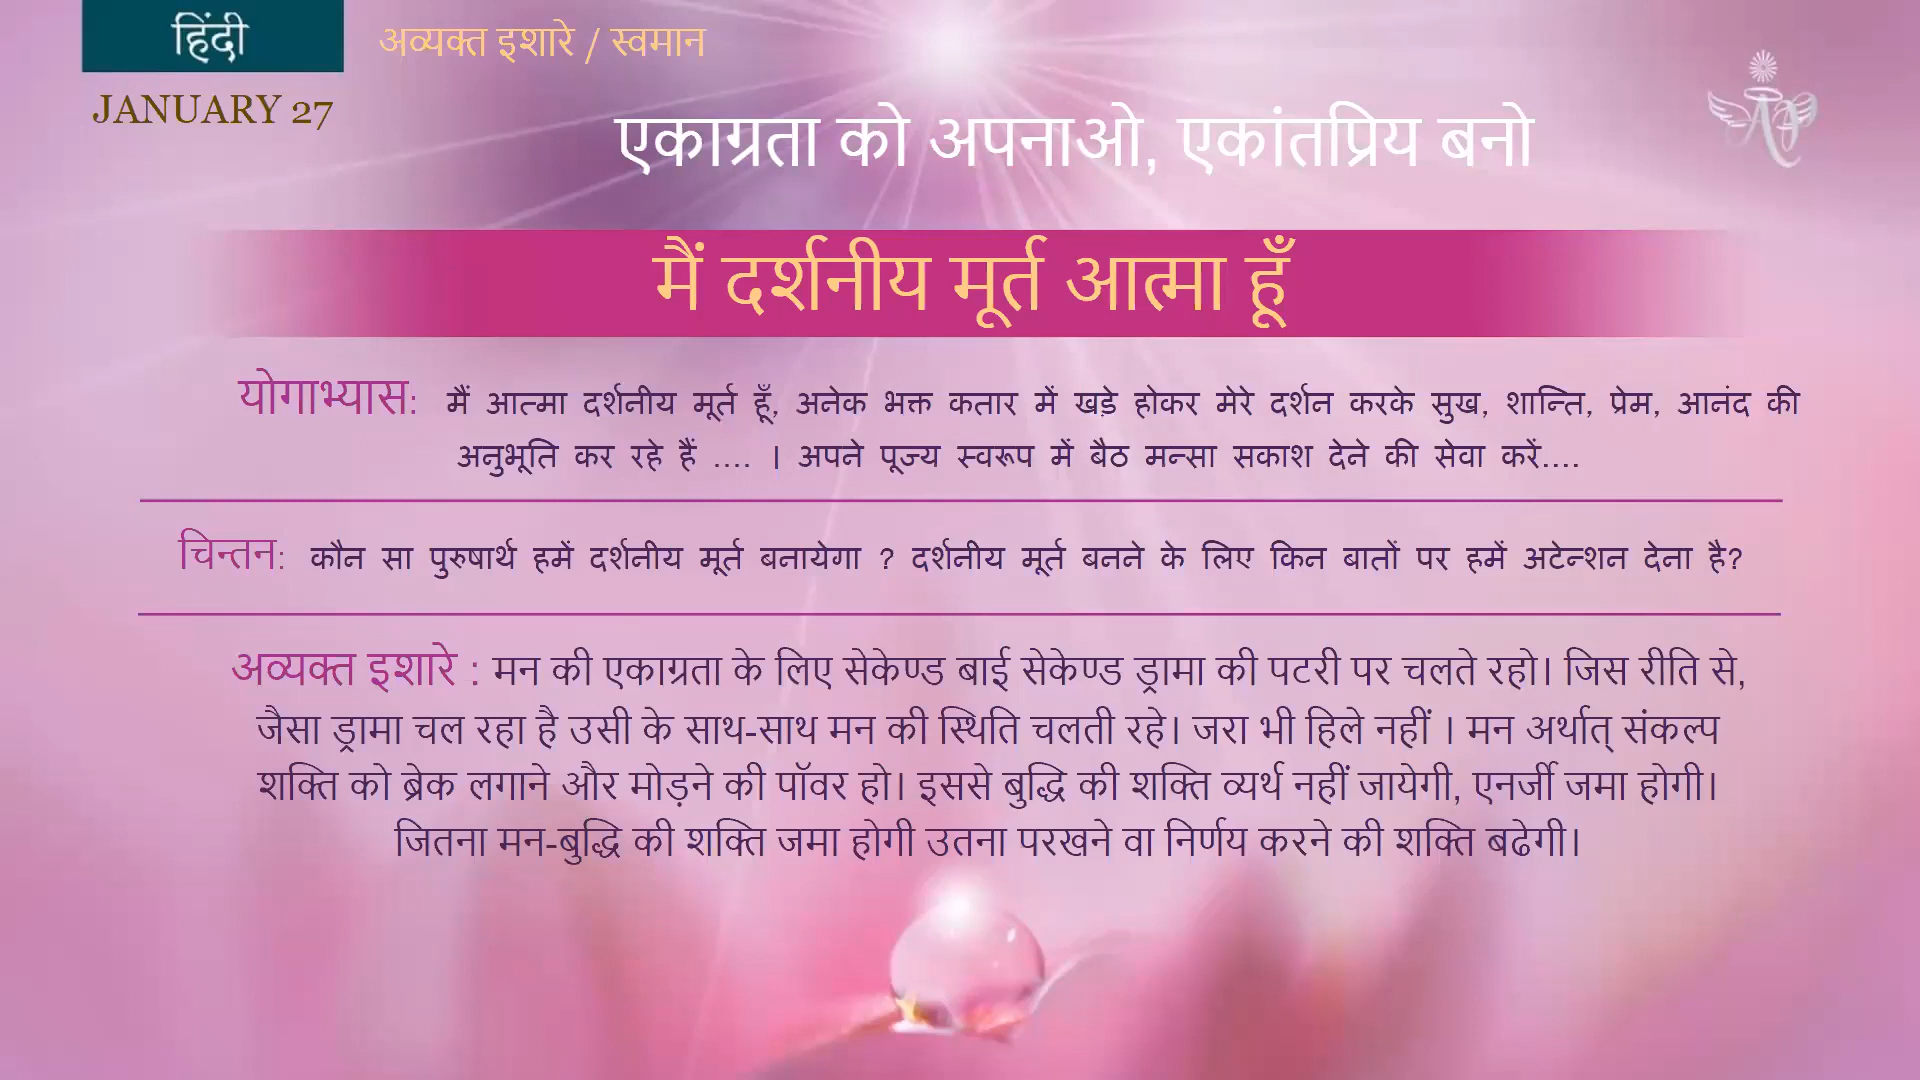 हिंदी
अव्यक्त इशारे / स्वमान
JANUARY 27
एकाग्रता को अपनाओ, एकांतप्रिय बनो
मैं दर्शनीय मूर्त आत्मा हूँ
योगाभ्यास: मैं आत्मा दर्शनीय मूर्त हूँ, अनेक भक्त कतार में खड़े होकर मेरे दर्शन करके सुख, शान्ति, प्रेम, आनंद की
अनुभूति कर रहे हैं .... । अपने पूज्य स्वरूप में बैठ मन्सा सकाश देने की सेवा करें....
चिन्तन: कौन सा पुरुषार्थ हमें दर्शनीय मूर्त बनायेगा ? दर्शनीय मूर्त बनने के लिए किन बातों पर हमें अटेन्शन देना है?
अव्यक्त इशारे : मन की एकाग्रता के लिए सेकेण्ड बाई सेकेण्ड ड्रामा की पटरी पर चलते रहो। जिस रीति से,
जैसा ड्रामा चल रहा है उसी के साथ-साथ मन की स्थिति चलती रहे। जरा भी हिले नहीं । मन अर्थात् संकल्प
शक्ति को ब्रेक लगाने और मोड़ने की पॉवर हो। इससे बुद्धि की शक्ति व्यर्थ नहीं जायेगी, एनर्जी जमा होगी।
जितना मन-बुद्धि की शक्ति जमा होगी उतना परखने वा निर्णय करने की शक्ति बढेगी।